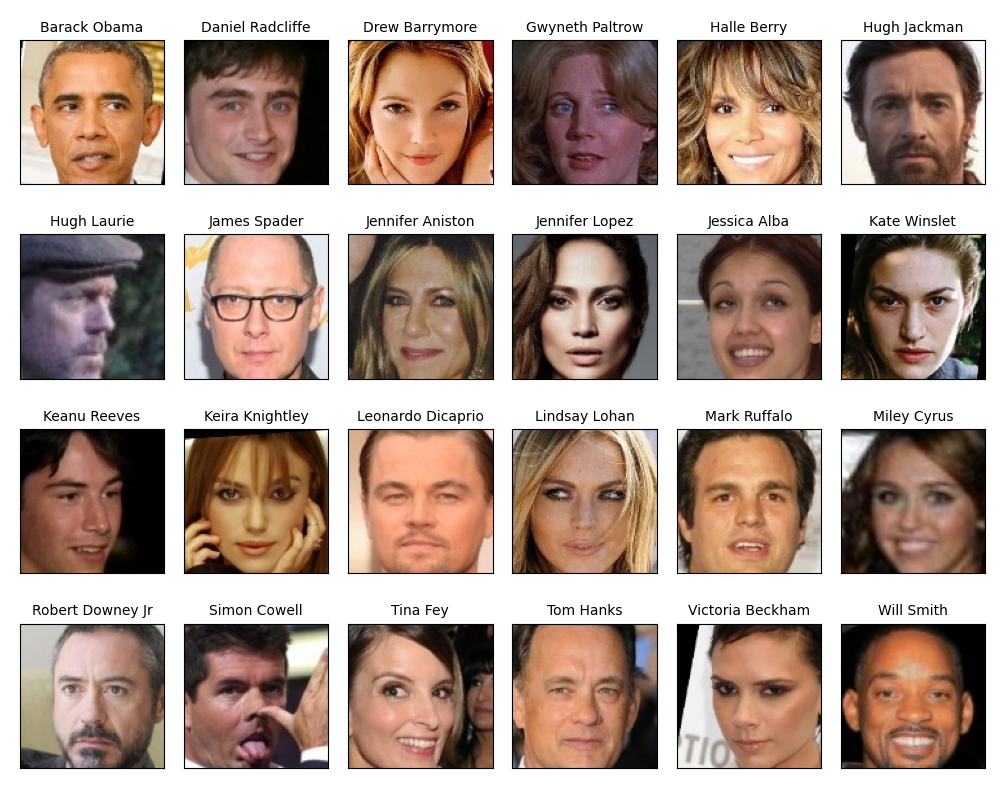 Barack Obama
Daniel Radcliffe
Drew Barrymore
Gwyneth Paltrow
Halle Berry
Hugh Jackman
Hugh Laurie
James Spader
Jennifer Aniston
Jennifer Lopez
Jessica Alba
Kate Winslet
Keanu Reeves
Keira Knightley
Leonardo Dicaprio
Lindsay Lohan
Mark Ruffalo
Miley Cyrus
Robert Downey Jr
Simon Cowell
Tina Fey
Tom Hanks
Victoria Beckham
Will Smith
PTIO